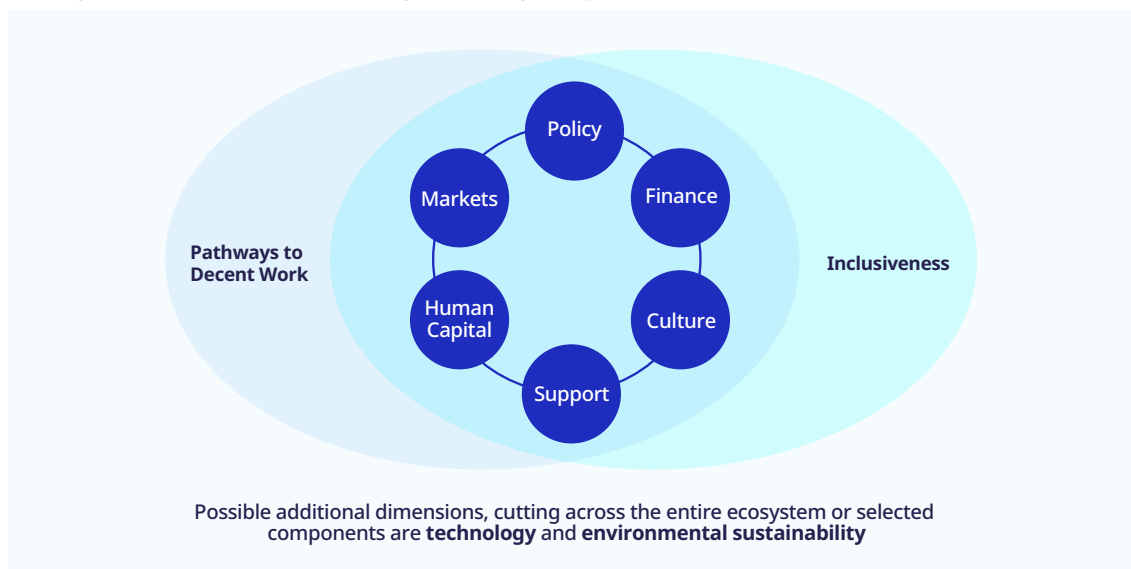 Policy
Markets
Finance
Pathways to
Decent Work
Inclusiveness
Human
Capital
Culture
Support
Possible additional dimensions, cutting across the entire ecosystem or selected
components are technology and environmental sustainability